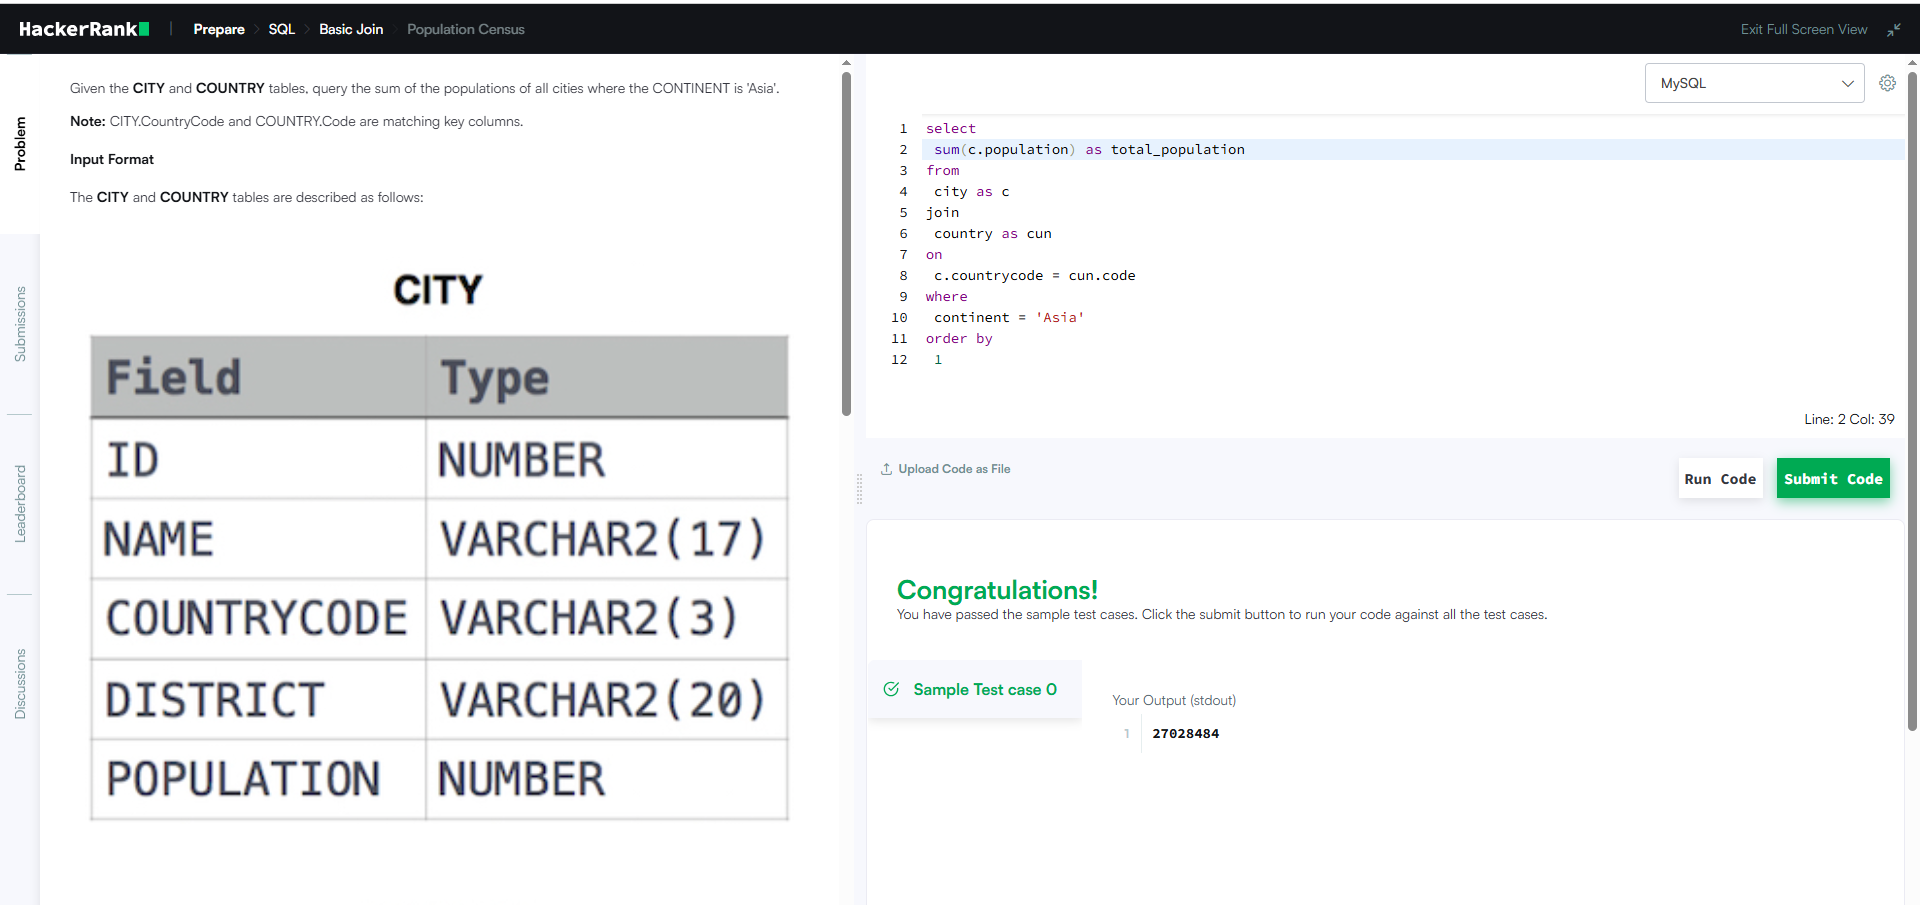 HackerRank
Prepare
SQL
Basic Join
Population Census
Exit Full Screen View
Problem
Submissions
Leaderboard
Discussions
Given the CITY and COUNTRY tables, query the sum of the populations of all cities where the CONTINENT is 'Asia'.
Note: CITY.CountryCode and COUNTRY.Code are matching key columns.
Input Format
The CITY and COUNTRY tables are described as follows:
CITY
Field Type
ID NUMBER
NAME VARCHAR2(17)
COUNTRYCODE VARCHAR2(3)
DISTRICT VARCHAR2(20)
POPULATION NUMBER
MySQL
1 select
2 sum(c.population) as total_population
3 from
4 city as c
5 join
6 country as cun
7 on
8 c.countrycode = cun.code
9 where
10 continent = 'Asia'
11 order by
12 1
Line: 2 Col: 39
Upload Code as File
Run Code
Submit Code
Congratulations!
You have passed the sample test cases. Click the submit button to run your code against all the test cases.
Sample Test case 0
Your Output (stdout)
1 27028484